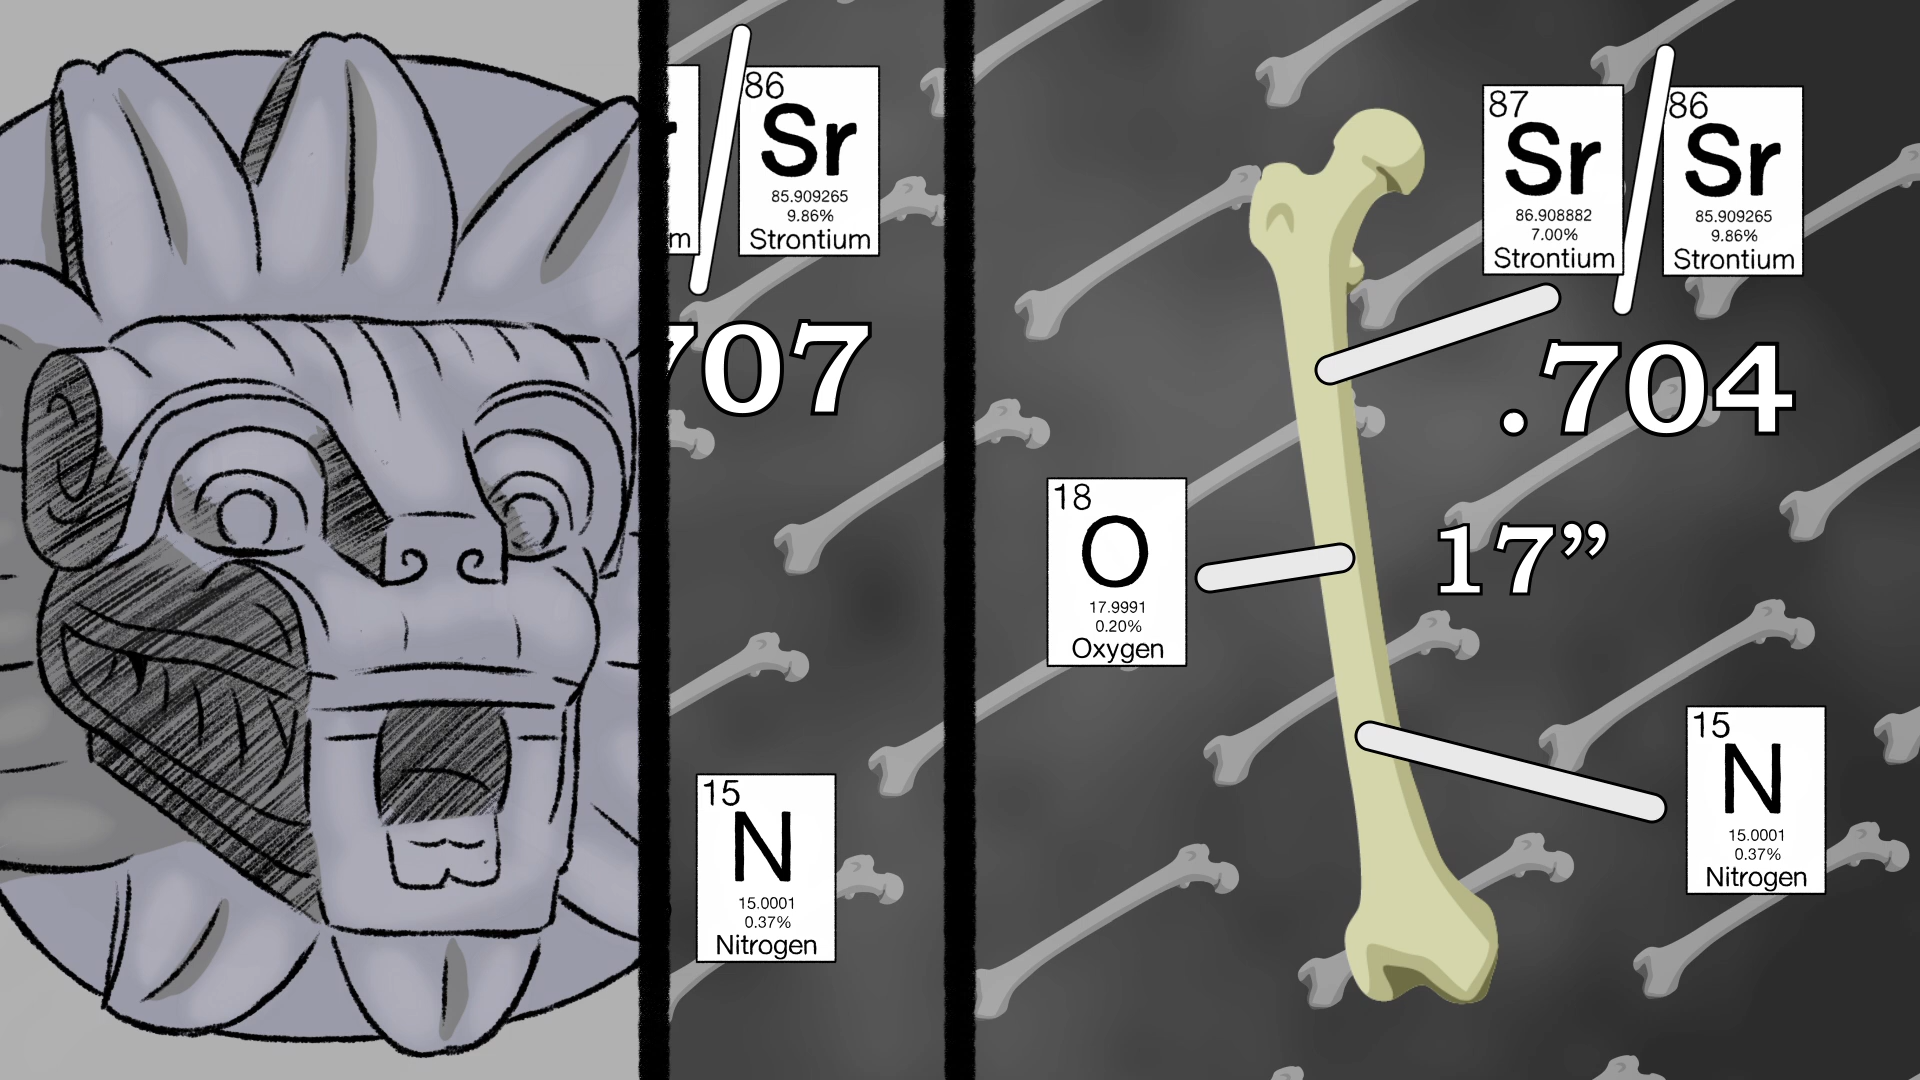 86
Sr
85.909265
9.86%
Strontium
m
707
15
N
15.0001
0.37%
Nitrogen
87
Sr
86.908882
7.00%
Strontium
86
Sr
85.909265
9.86%
Strontium
.704
18
O
17.9991
0.20%
Oxygen
17”
15
N
15.0001
0.37%
Nitrogen